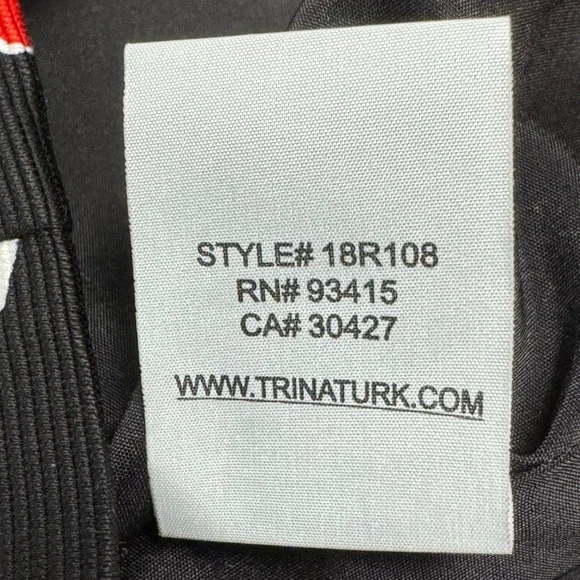 STYLE# 18R108
RN# 93415
CA# 30427
WWW.TRINATURK.COM